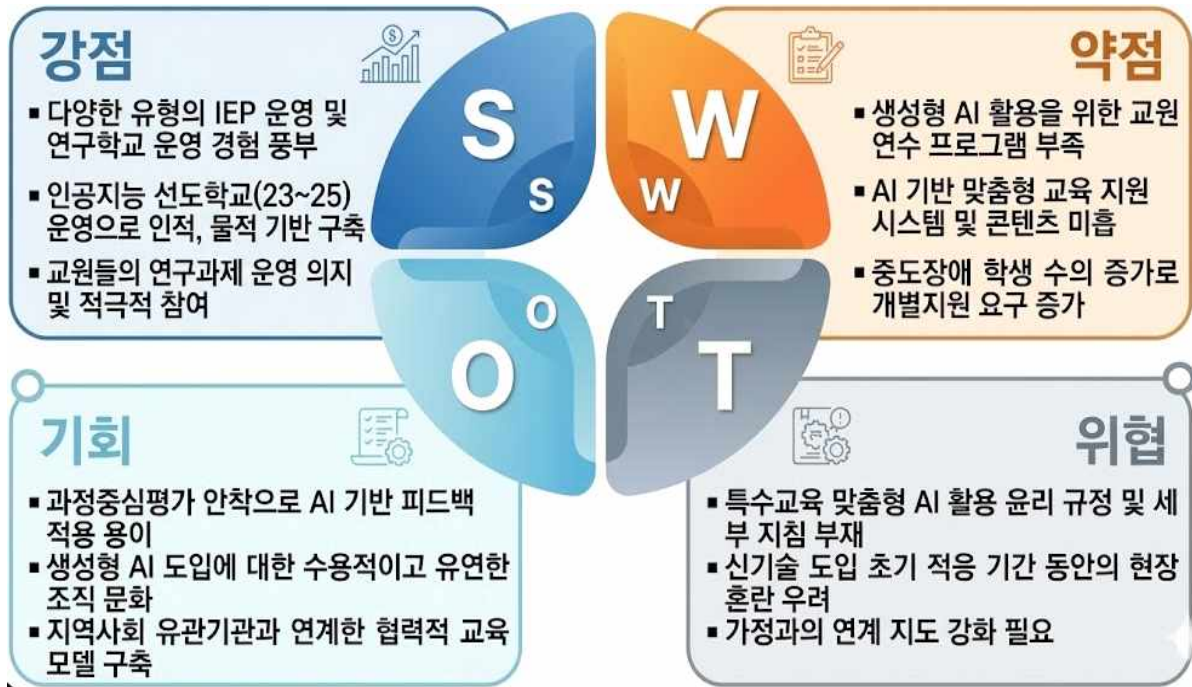 강점
■ 다양한 유형의 IEP 운영 및
연구학교 운영 경험 풍부
■ 인공지능 선도학교(23~25)
운영으로 인적, 물적 기반 구축
■ 교원들의 연구과제 운영 의지
및 적극적 참여
S
S
W
W
약점
■ 생성형 AI 활용을 위한 교원
연수 프로그램 부족
■ AI 기반 맞춤형 교육 지원
시스템 및 콘텐츠 미흡
■ 중도장애 학생 수의 증가로
개별지원 요구 증가
O
O
T
T
기회
■ 과정중심평가 안착으로 AI 기반 피드백
적용 용이
■ 생성형 AI 도입에 대한 수용적이고 유연한
조직 문화
■ 지역사회 유관기관과 연계한 협력적 교육
모델 구축
위협
■ 특수교육 맞춤형 AI 활용 윤리 규정 및 세
부 지침 부재
■ 신기술 도입 초기 적응 기간 동안의 현장
혼란 우려
■ 가정과의 연계 지도 강화 필요